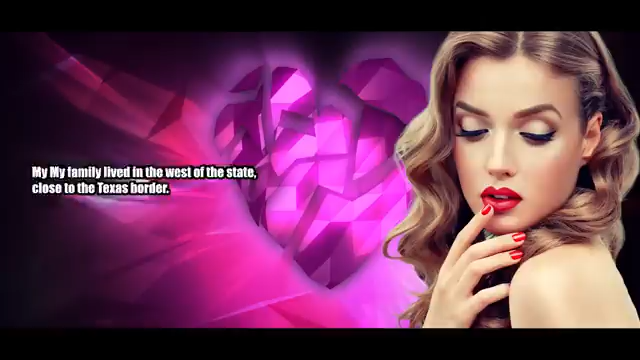 My My family lived in the west of the state,
close to the Texas border.